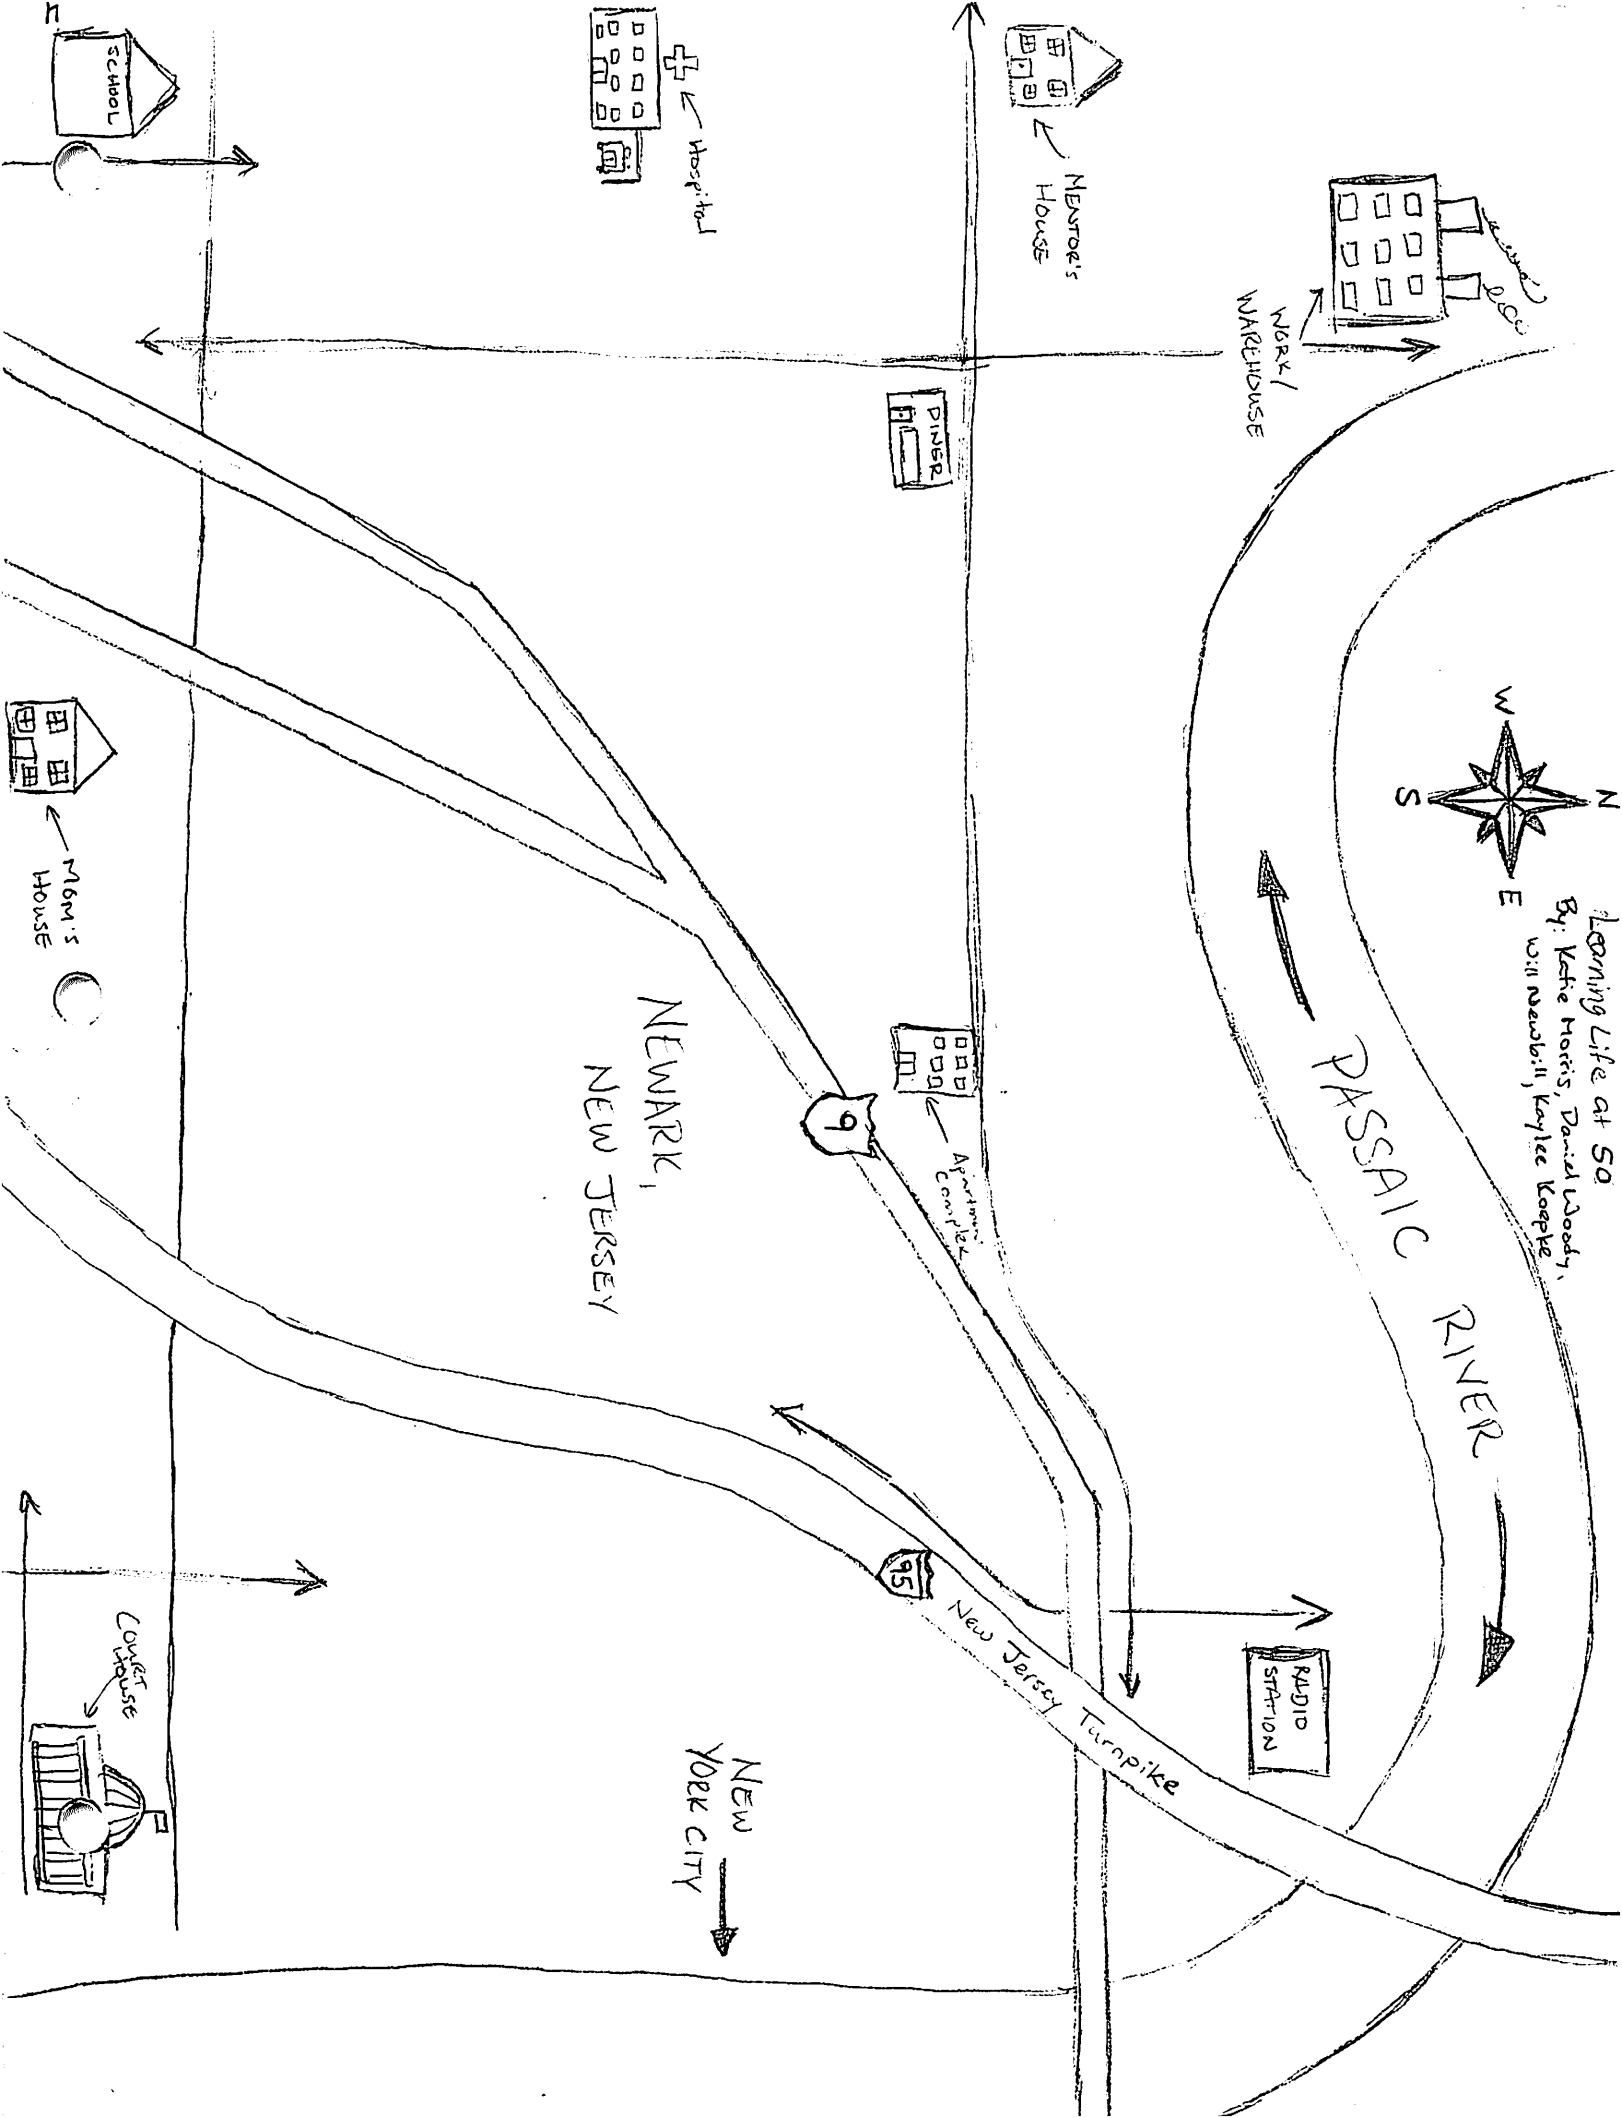 Learning Life at 50
By: Katie Morris, Daniel Woody,
Will Newbill, Kaylee Koepke
N
W
E
S
WORK/
WAREHOUSE
PASSAIC RIVER
RADIO
STATION
MENTOR'S
HOUSE
DINER
Apartment
Complex
9
95
New Jersey Turnpike
Hospital
NEWARK,
NEW JERSEY
NEW
YORK CITY
SCHOOL
MOM'S
HOUSE
COURT
HOUSE